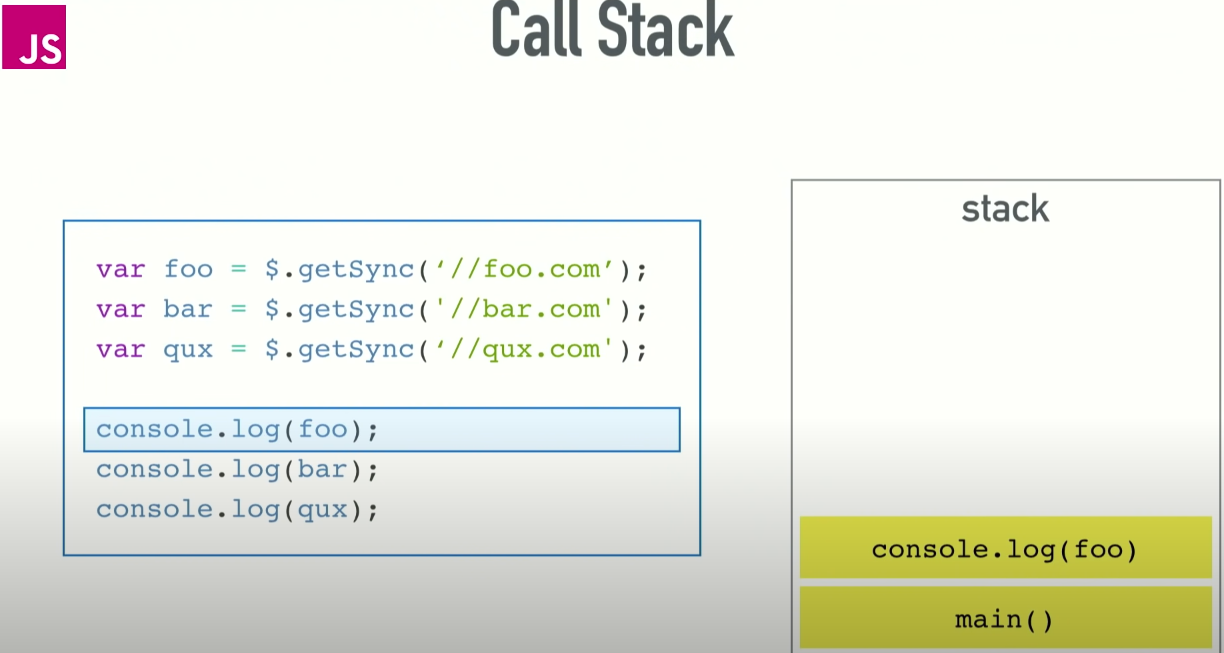 JS
Call Stack
var foo = $.getSync(‘//foo.com’);
var bar = $.getSync('//bar.com');
var qux = $.getSync(‘//qux.com');
console.log(foo);
console.log(bar);
console.log(qux);
stack
console.log(foo)
main()